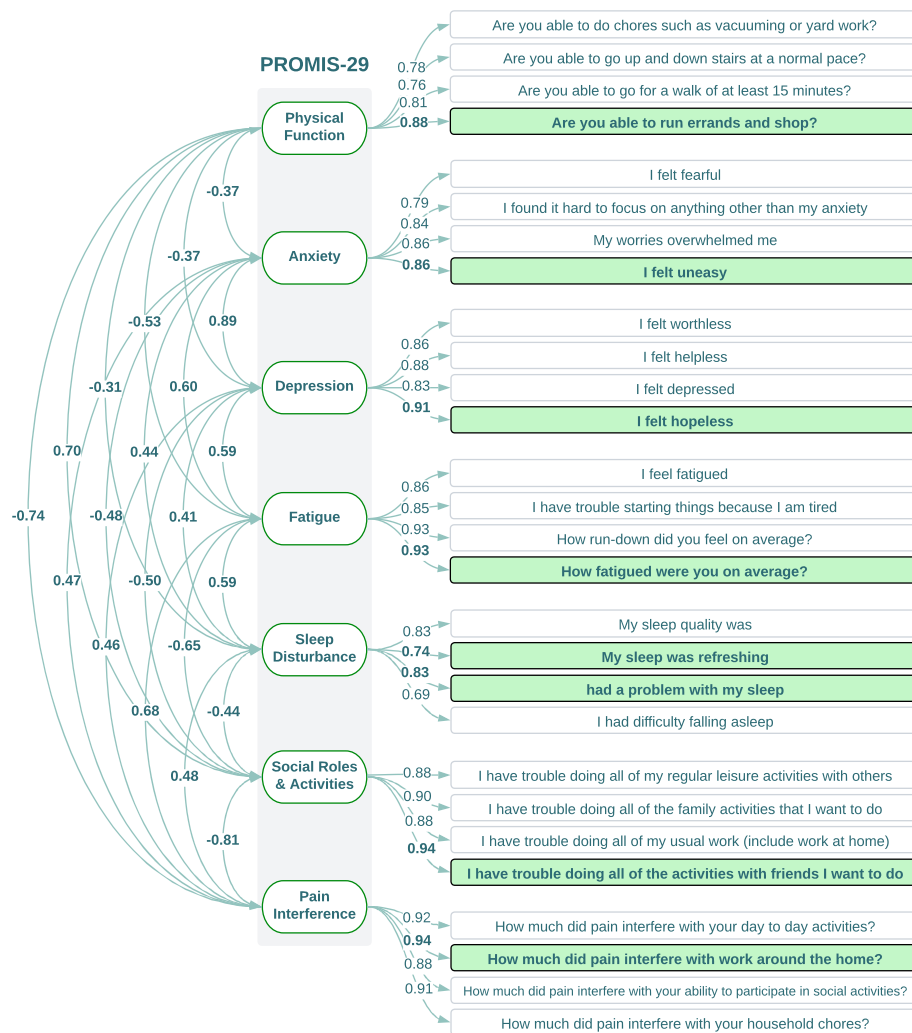 Are you able to do chores such as vacuuming or yard work?
PROMIS-29
Are you able to go up and down stairs at a normal pace?
0.78
0.76
Are you able to go for a walk of at least 15 minutes?
0.81
Physical
Function
0.88
Are you able to run errands and shop?
I felt fearful
-0.37
0.79
I found it hard to focus on anything other than my anxiety
0.84
My worries overwhelmed me
0.86
-0.37
Anxiety
0.86
I felt uneasy
-0.53
0.89
I felt worthless
0.86
I felt helpless
0.88
-0.31
0.60
Depression
0.83
I felt depressed
0.91
I felt hopeless
0.70
0.44
0.59
I feel fatigued
0.86
I have trouble starting things because I am tired
0.85
-0.74
-0.48
0.41
Fatigue
0.93
How run-down did you feel on average?
0.93
How fatigued were you on average?
0.47
-0.50
0.59
My sleep quality was
0.83
0.46
-0.65
Sleep
Disturbance
0.74
My sleep was refreshing
0.83
had a problem with my sleep
0.69
I had difficulty falling asleep
0.68
-0.44
0.48
Social Roles
& Activities
0.88
I have trouble doing all of my regular leisure activities with others
0.90
I have trouble doing all of the family activities that I want to do
0.88
I have trouble doing all of my usual work (include work at home)
-0.81
0.94
I have trouble doing all of the activities with friends I want to do
Pain
Interference
0.92
How much did pain interfere with your day to day activities?
0.94
How much did pain interfere with work around the home?
0.88
How much did pain interfere with your ability to participate in social activities?
0.91
How much did pain interfere with your household chores?